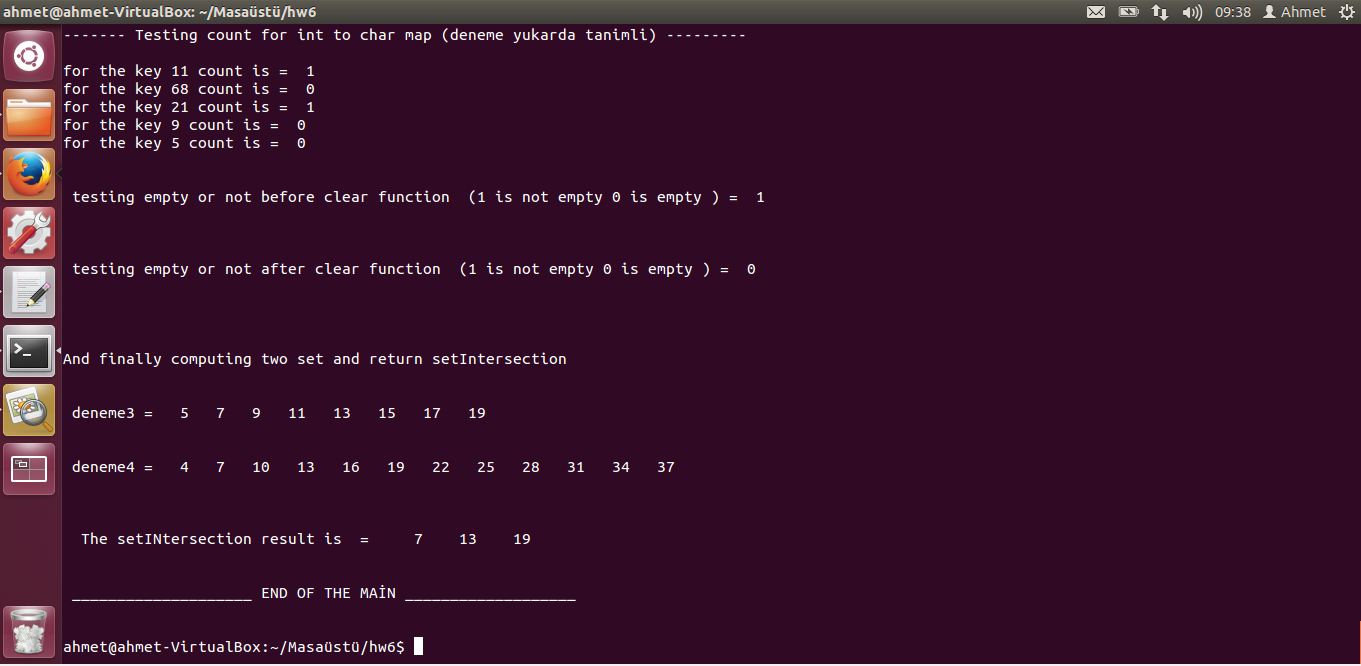 ahmet@ahmet-VirtualBox: ~/Masaüstü/hw6 09:38 Ahmet
------- Testing count for int to char map (deneme yukarda tanimli) ---------
for the key 11 count is =  1
for the key 68 count is =  0
for the key 21 count is =  1
for the key 9 count is =  0
for the key 5 count is =  0
testing empty or not before clear function  (1 is not empty 0 is empty ) =  1
testing empty or not after clear function  (1 is not empty 0 is empty ) =  0
And finally computing two set and return setIntersection
deneme3 =   5   7   9   11   13   15   17   19
deneme4 =   4   7   10   13   16   19   22   25   28   31   34   37
The setINtersection result is  =     7    13    19
____________________ END OF THE MAİN ___________________
ahmet@ahmet-VirtualBox:~/Masaüstü/hw6$